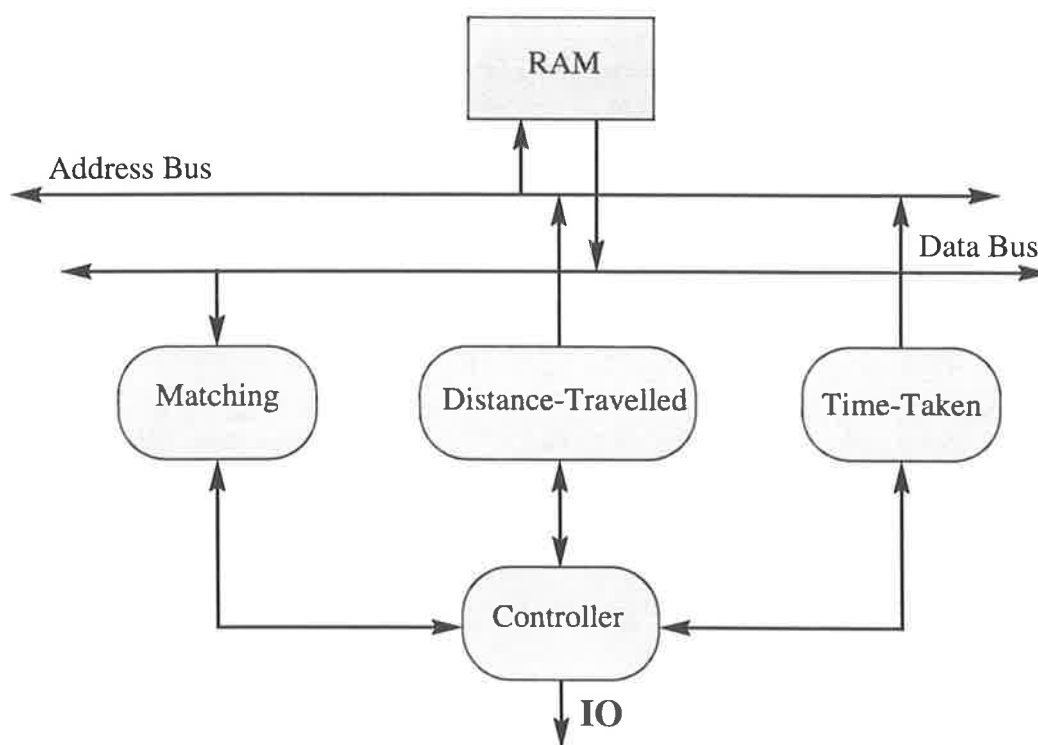 RAM
Address Bus
Data Bus
Matching
Distance-Travelled
Time-Taken
Controller
IO